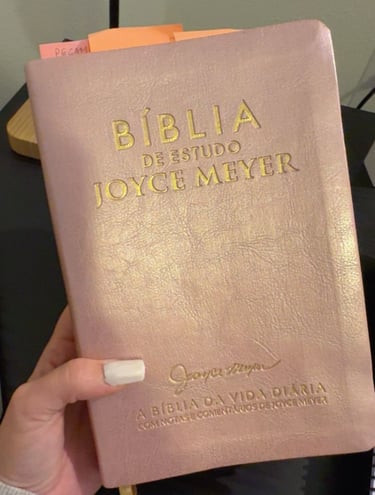 BÍBLIA
DE ESTUDO
JOYCE MEYER
Joyce Meyer
A BÍBLIA DA VIDA DIÁRIA
COM NOTAS E COMENTÁRIOS DE JOYCE MEYER